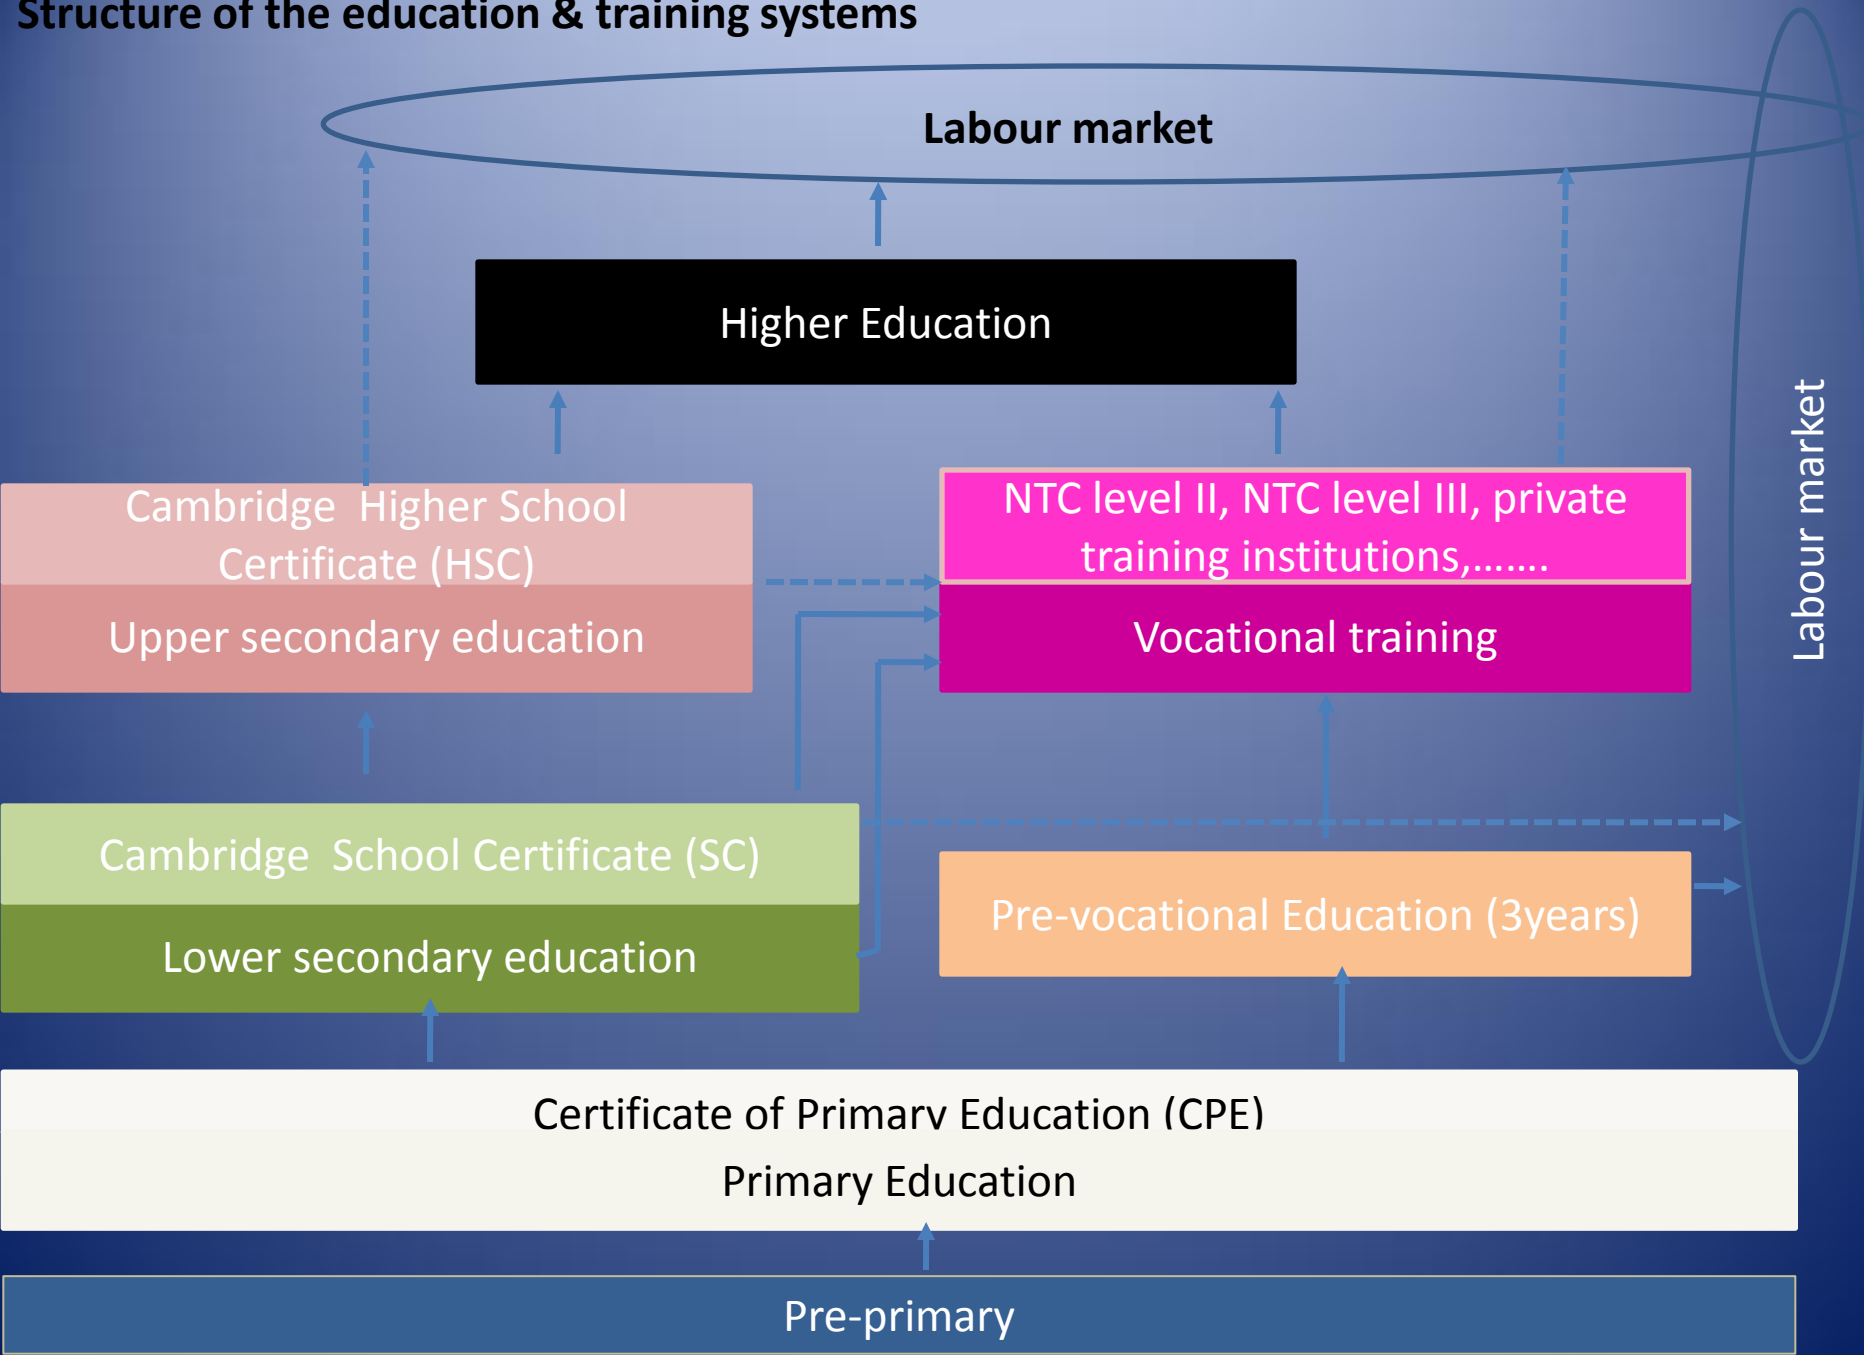 Structure of the education & training systems
Labour market
Higher Education
Labour market
Cambridge Higher School
Certificate (HSC)
Upper secondary education
NTC level II, NTC level III, private
training institutions,.......
Vocational training
Cambridge School Certificate (SC)
Lower secondary education
Pre-vocational Education (3years)
Certificate of Primary Education (CPE)
Primary Education
Pre-primary